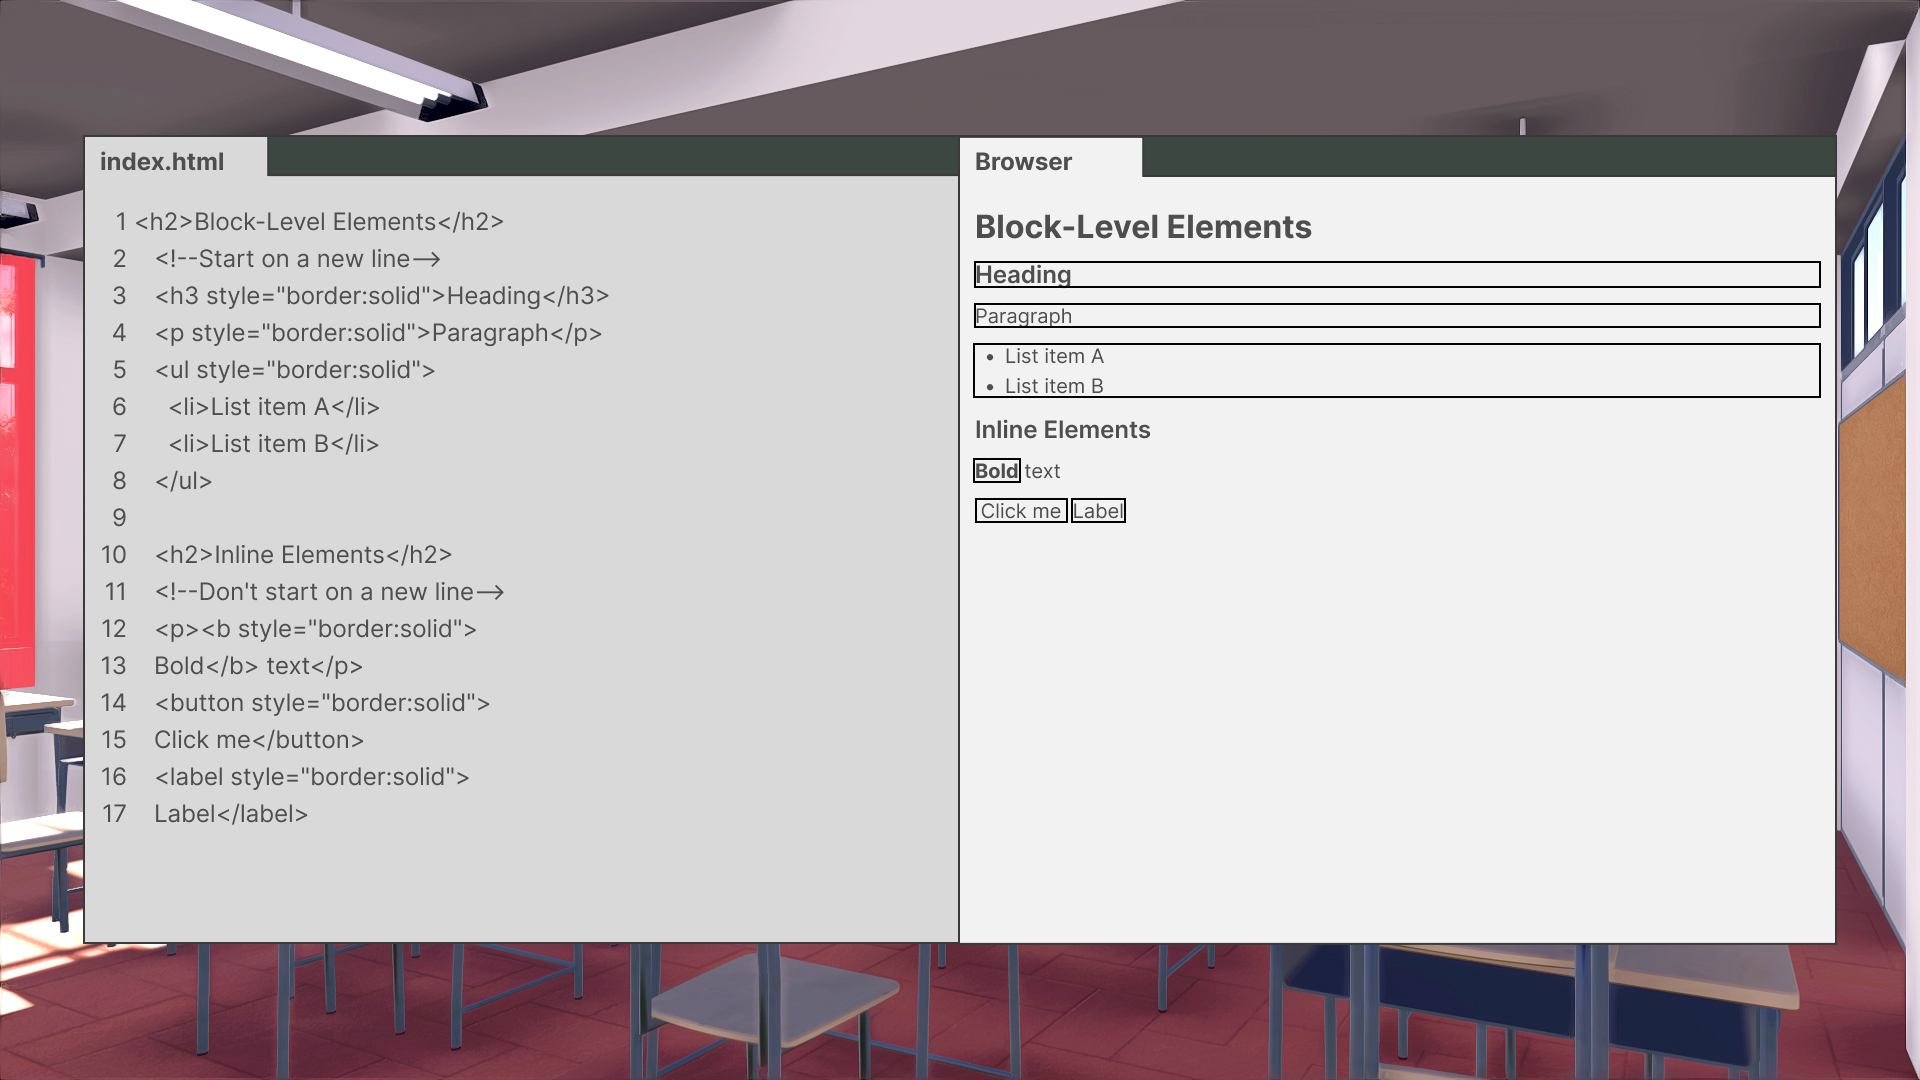 index.html
1 <h2>Block-Level Elements</h2>
2 <!--Start on a new line-->
3 <h3 style="border:solid">Heading</h3>
4 <p style="border:solid">Paragraph</p>
5 <ul style="border:solid">
6 <li>List item A</li>
7 <li>List item B</li>
8 </ul>
9
10 <h2>Inline Elements</h2>
11 <!--Don't start on a new line-->
12 <p><b style="border:solid">
13 Bold</b> text</p>
14 <button style="border:solid">
15 Click me</button>
16 <label style="border:solid">
17 Label</label>
Browser
Block-Level Elements
Heading
Paragraph
• List item A
• List item B
Inline Elements
Bold text
Click me Label